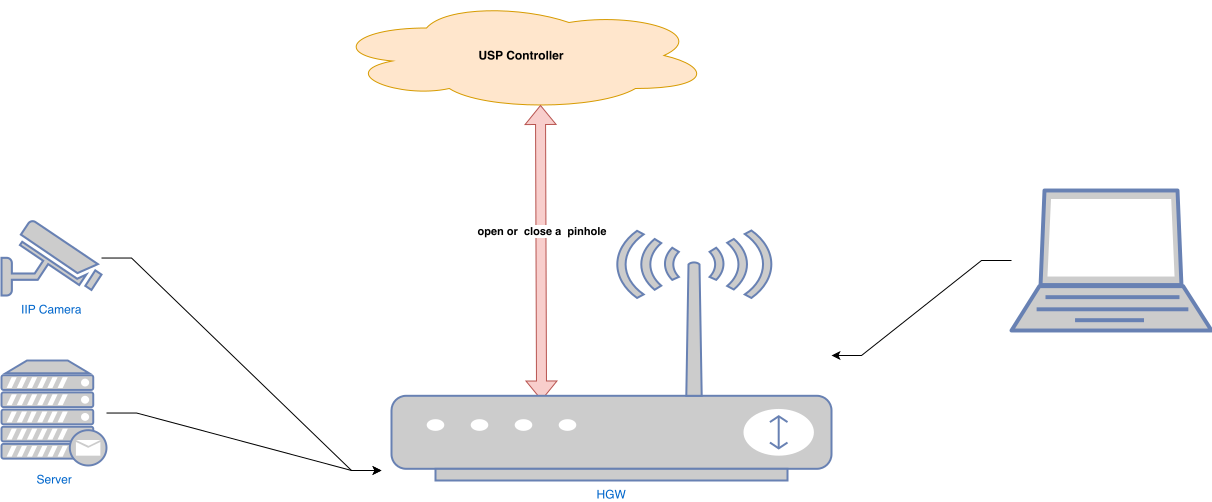 USP Controller
open or  close a  pinhole
IIP Camera
Server
HGW